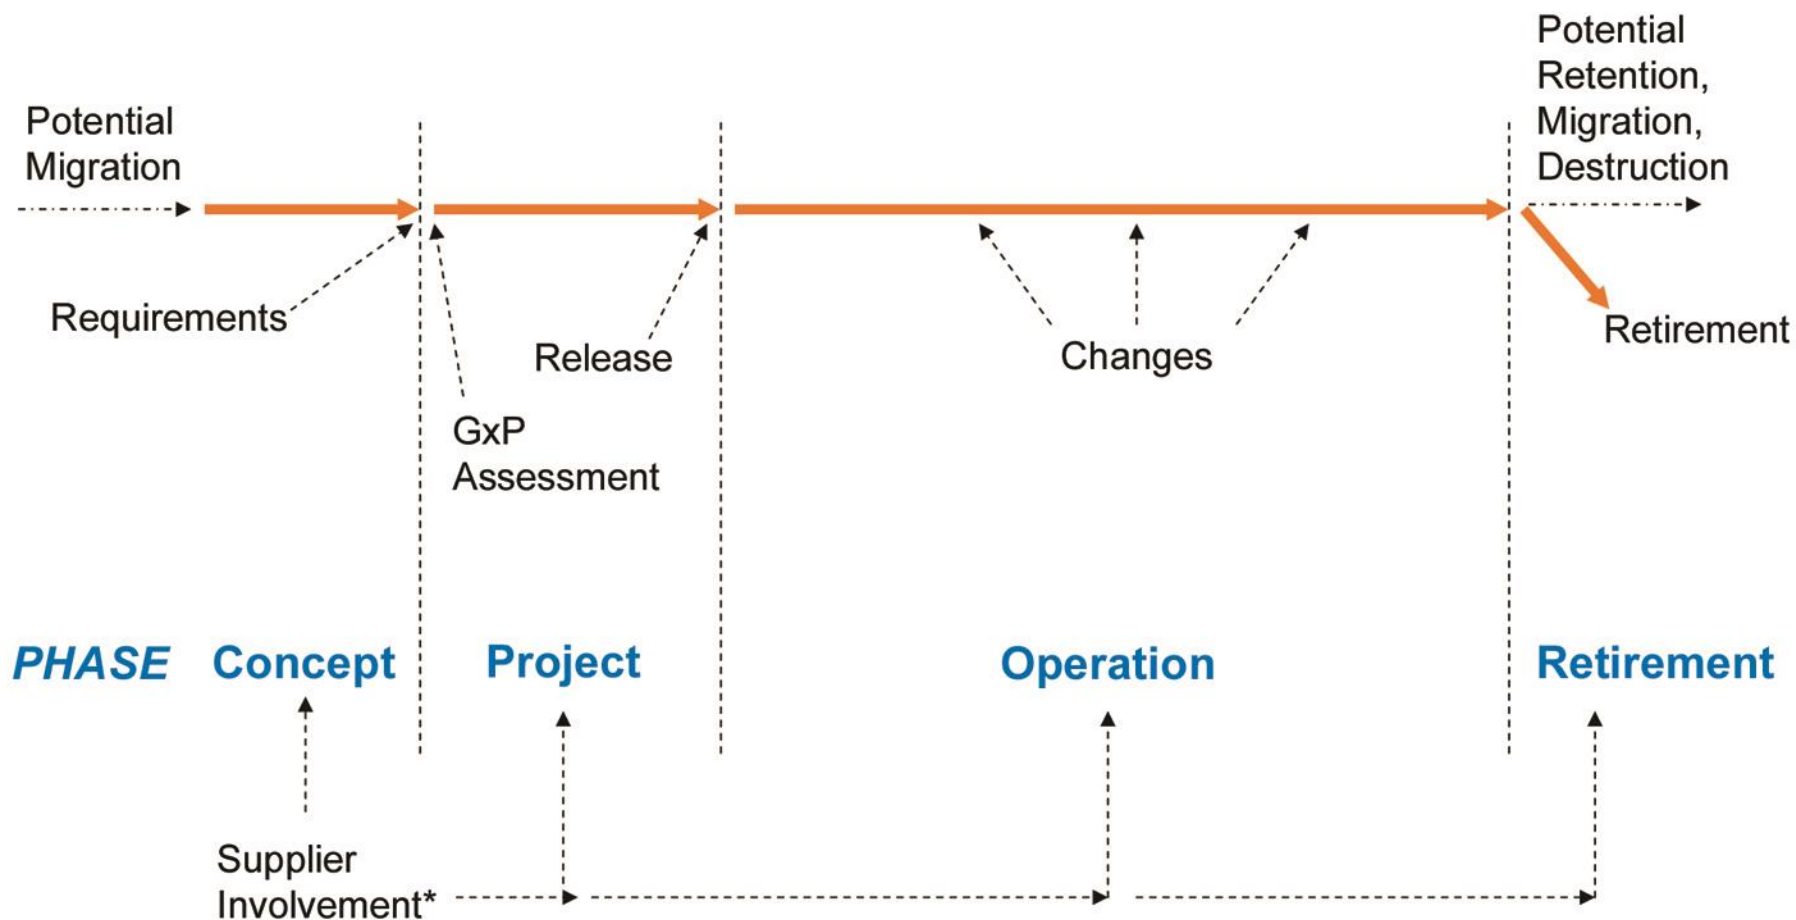 Potential
Migration
Potential
Retention,
Migration,
Destruction
Requirements
Release
GxP
Assessment
Changes
Retirement
PHASE
Concept
Project
Operation
Retirement
Supplier
Involvement*